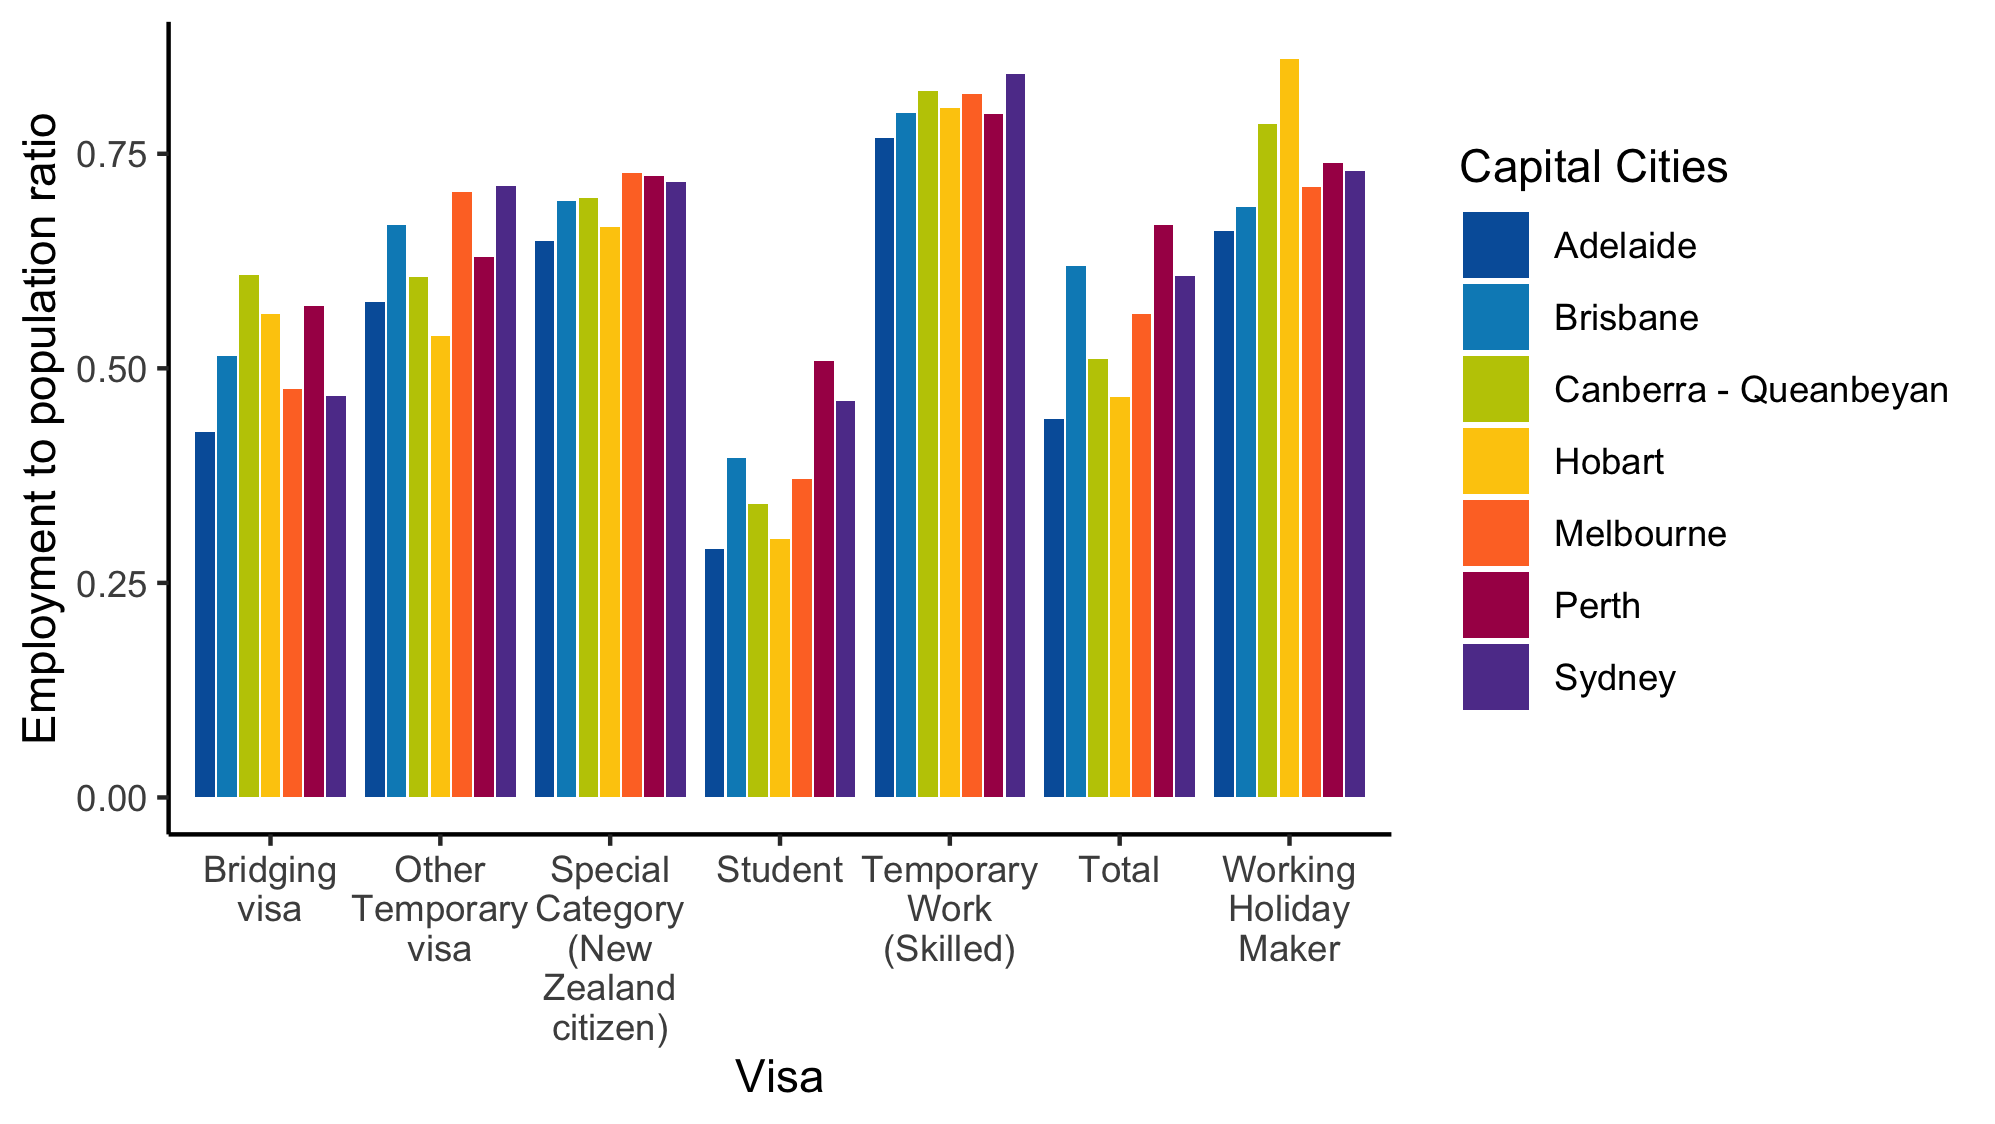 Employment to population ratio
0.75
0.50
0.25
0.00
Bridging
visa
Other
Temporary
visa
Special
Category
(New
Zealand
citizen)
Student
Temporary
Work
(Skilled)
Total
Working
Holiday
Maker
Visa
Capital Cities
Adelaide
Brisbane
Canberra - Queanbeyan
Hobart
Melbourne
Perth
Sydney